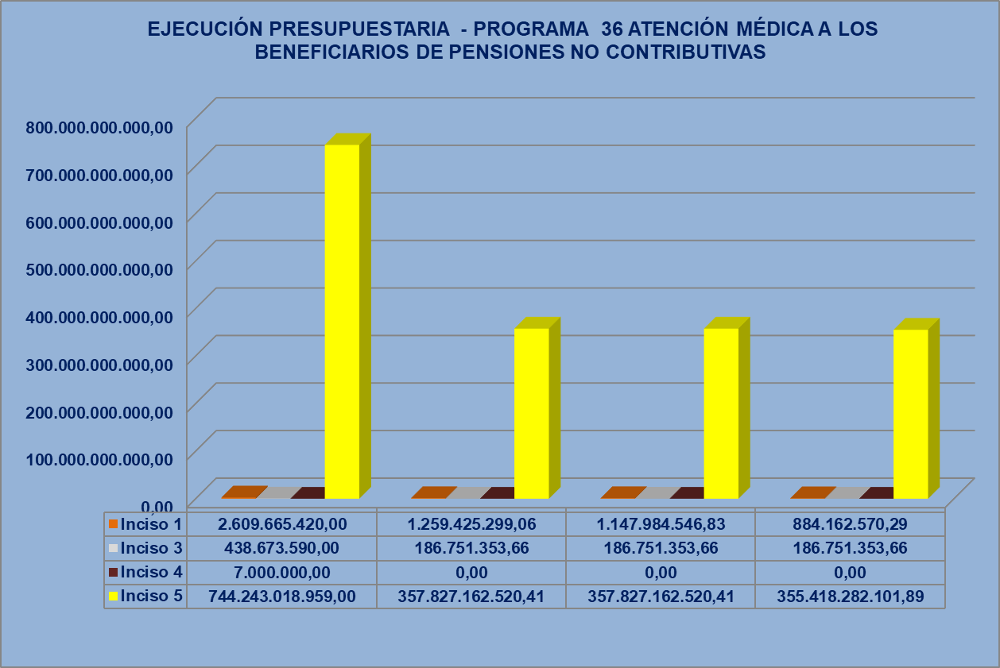 EJECUCIÓN PRESUPUESTARIA - PROGRAMA 36 ATENCIÓN MÉDICA A LOS
BENEFICIARIOS DE PENSIONES NO CONTRIBUTIVAS
800.000.000.000,00
700.000.000.000,00
600.000.000.000,00
500.000.000.000,00
400.000.000.000,00
300.000.000.000,00
200.000.000.000,00
100.000.000.000,00
0,00
Inciso 1 2.609.665.420,00 1.259.425.299,06 1.147.984.546,83 884.162.570,29
Inciso 3 438.673.590,00 186.751.353,66 186.751.353,66 186.751.353,66
Inciso 4 7.000.000,00 0,00 0,00 0,00
Inciso 5 744.243.018.959,00 357.827.162.520,41 357.827.162.520,41 355.418.282.101,89